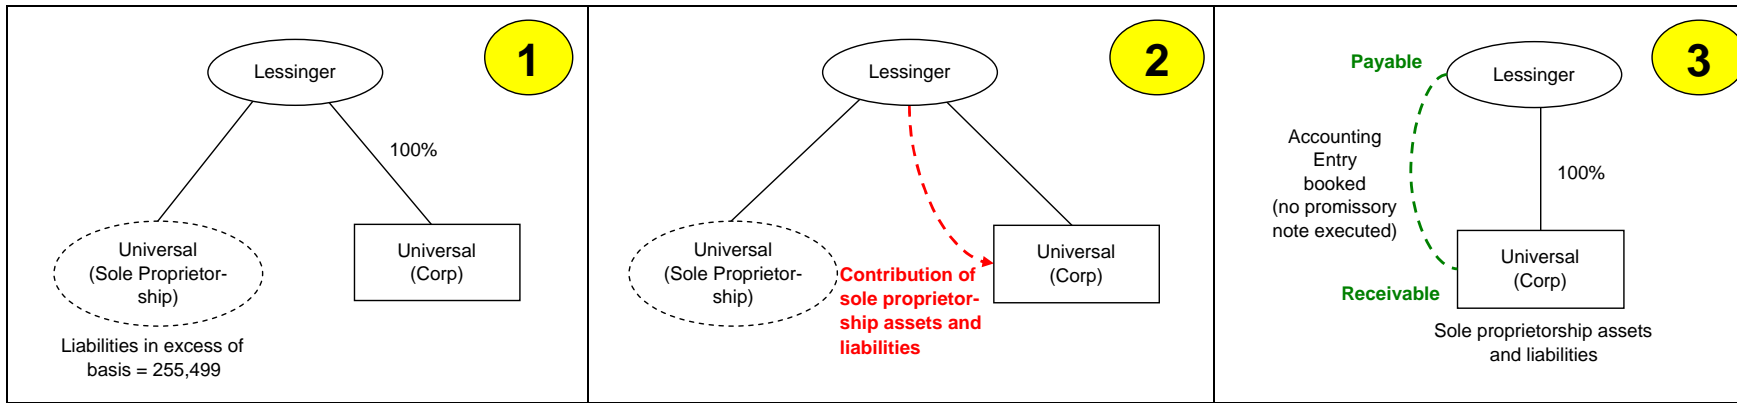 1
Lessinger
100%
Universal
(Sole Proprietor-
ship)
Universal
(Corp)
Liabilities in excess of
basis = 255,499
2
Lessinger
Universal
(Sole Proprietor-
ship)
Universal
(Corp)
Contribution of
sole proprietor-
ship assets and
liabilities
3
Payable
Lessinger
Accounting
Entry
booked
(no promissory
note executed)
100%
Universal
(Corp)
Receivable
Sole proprietorship assets
and liabilities